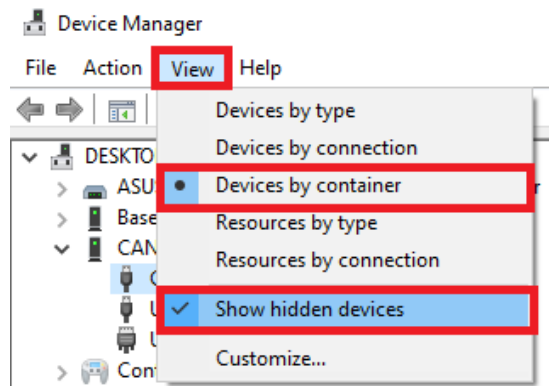 Device Manager
File Action View Help
Devices by type
DESKTO Devices by connection
ASU Devices by container
Base Resources by type
CAN Resources by connection
Show hidden devices
Con Customize...